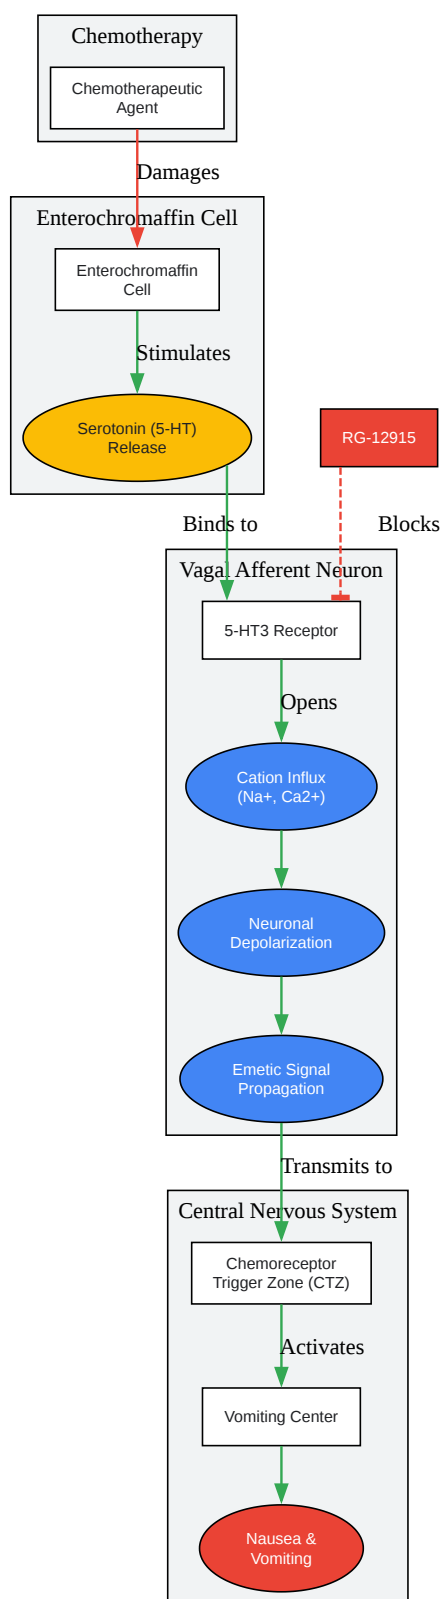 Chemotherapy
Chemotherapeutic
Agent
Damages
Enterochromaffin Cell
Enterochromaffin
Cell
Stimulates
Serotonin (5-HT)
Release
RG-12915
Binds to
Blocks
Vagal Afferent Neuron
5-HT3 Receptor
Opens
Cation Influx
(Na+, Ca2+)
Neuronal
Depolarization
Emetic Signal
Propagation
Transmits to
Central Nervous System
Chemoreceptor
Trigger Zone (CTZ)
Activates
Vomiting Center
Nausea &
Vomiting